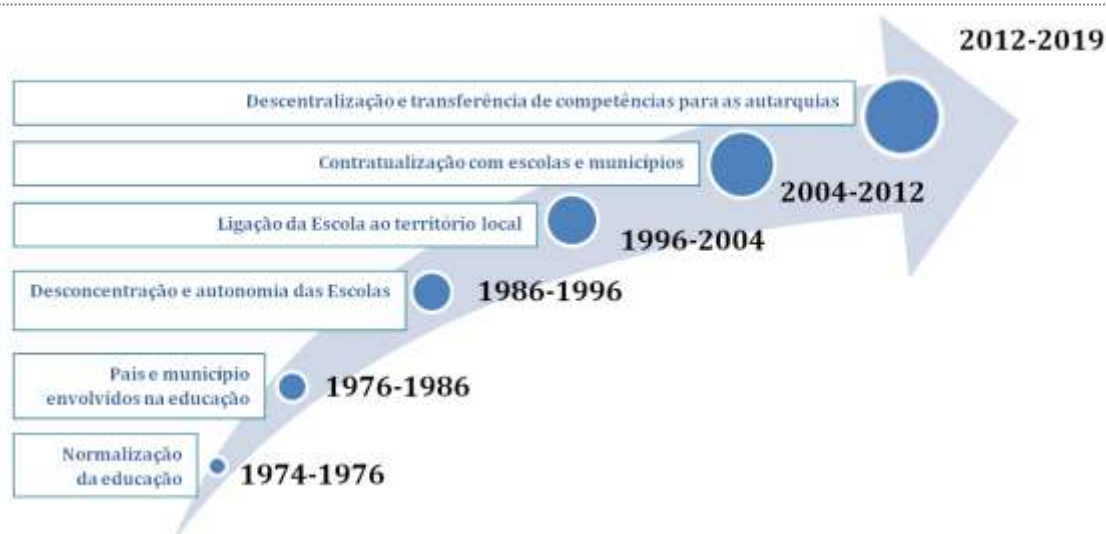 2012-2019
Descentralização e transferência de competências para as autarquias
Contratualização com escolas e municípios
2004-2012
Ligação da Escola ao território local
1996-2004
Desconcentração e autonomia das Escolas
1986-1996
Pais e município
envolvidos na educação
1976-1986
Normalização
da educação
1974-1976